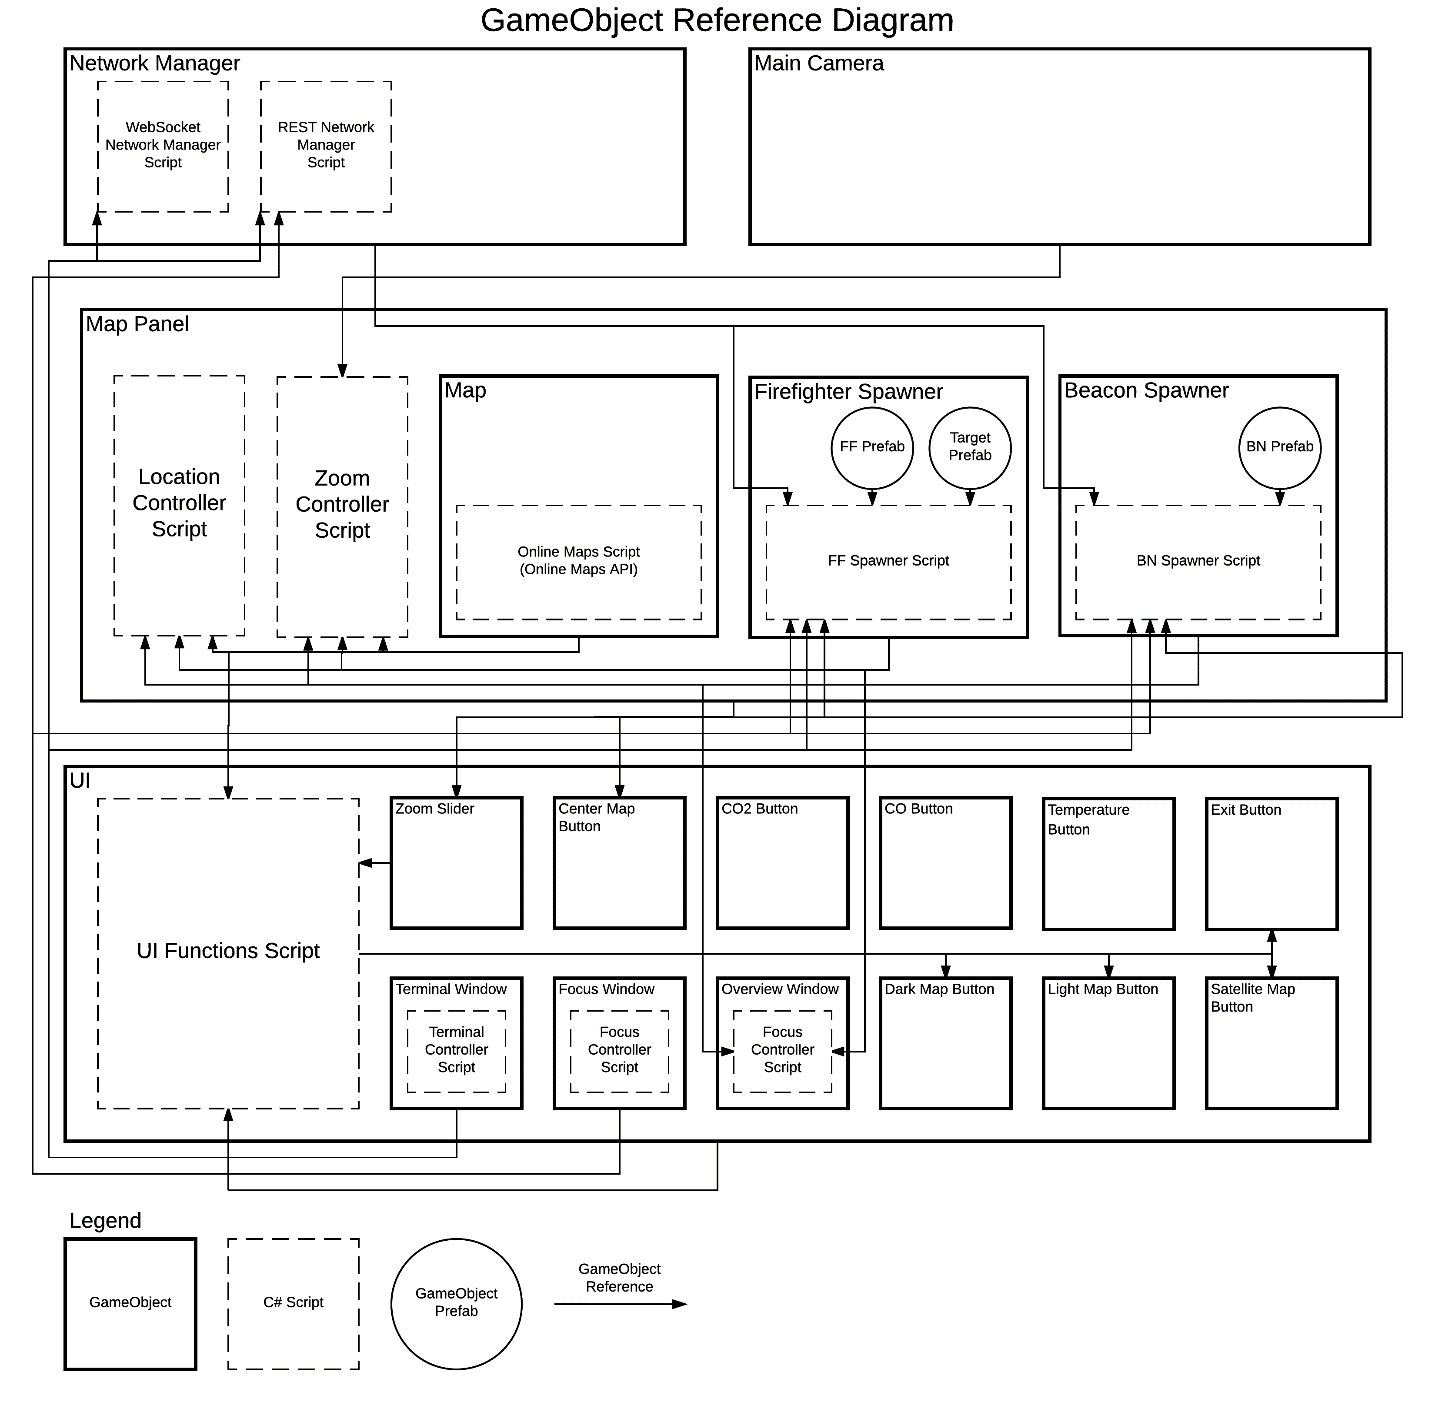 GameObject Reference Diagram
Network Manager
WebSocket
Network Manager
Script
REST Network
Manager
Script
Main Camera
Map Panel
Location
Controller
Script
Zoom
Controller
Script
Map
Online Maps Script
(Online Maps API)
Firefighter Spawner
FF Prefab
Target
Prefab
FF Spawner Script
Beacon Spawner
BN Prefab
BN Spawner Script
UI
UI Functions Script
Zoom Slider
Center Map
Button
CO2 Button
CO Button
Temperature
Button
Exit Button
Terminal Window
Terminal
Controller
Script
Focus Window
Focus
Controller
Script
Overview Window
Focus
Controller
Script
Dark Map Button
Light Map Button
Satellite Map
Button
Legend
GameObject
C# Script
GameObject
Prefab
GameObject
Reference